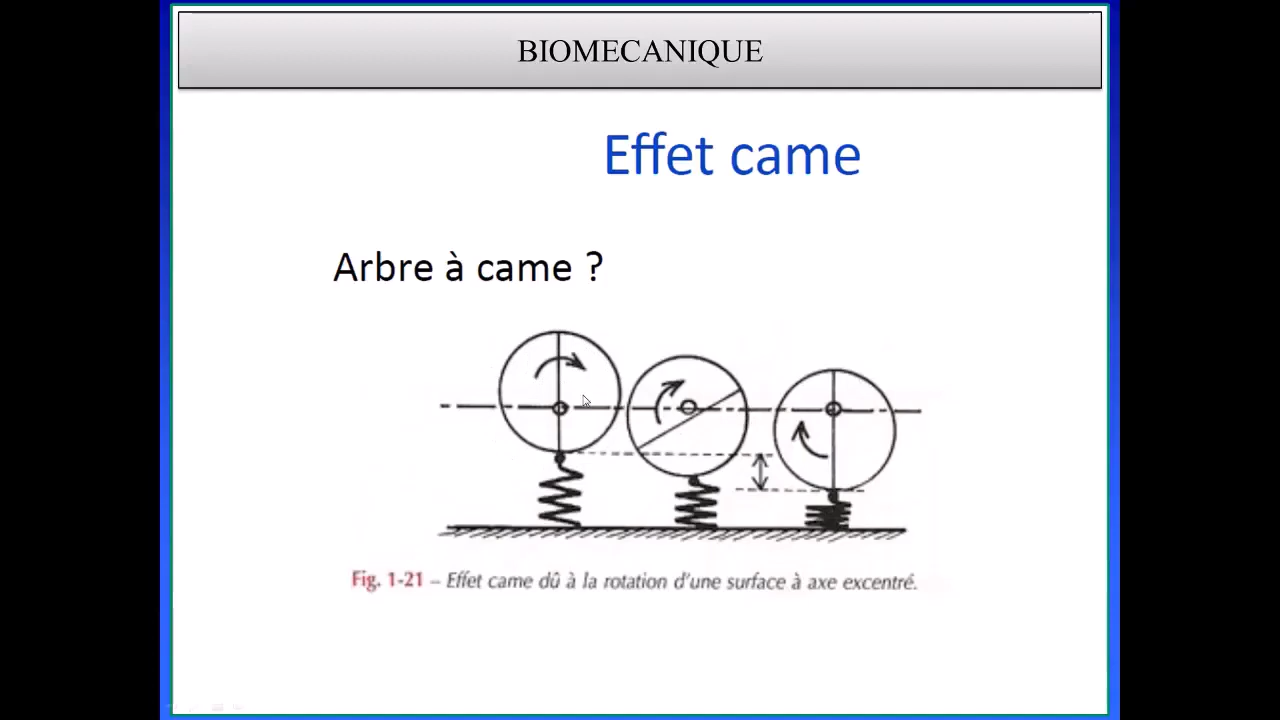 BIOMECANIQUE
Effet came
Arbre à came ?
Fig. 1-21 – Effet came dû à la rotation d'une surface à axe excentré.